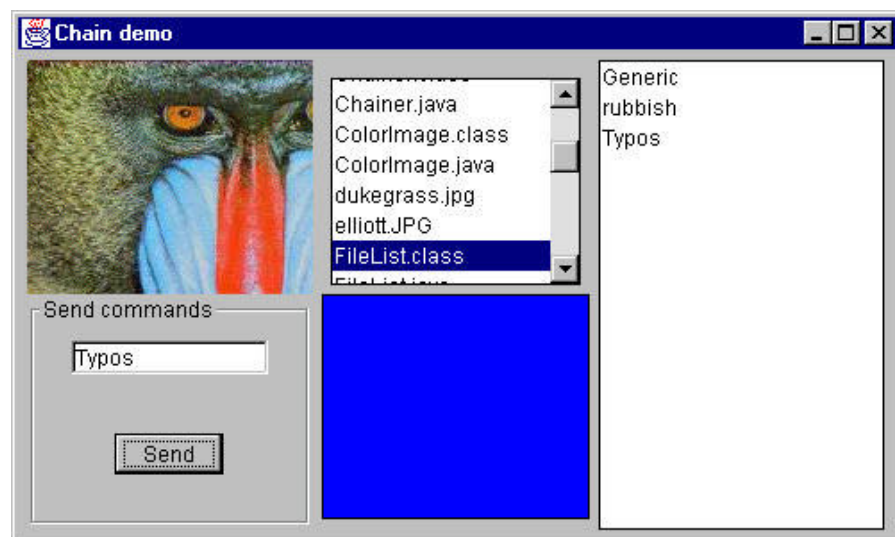 Chain demo
Chainer.java
ColorImage.class
ColorImage.java
dukegrass.jpg
elliott.JPG
FileList.class
Generic
rubbish
Typos
Send commands
Typos
Send